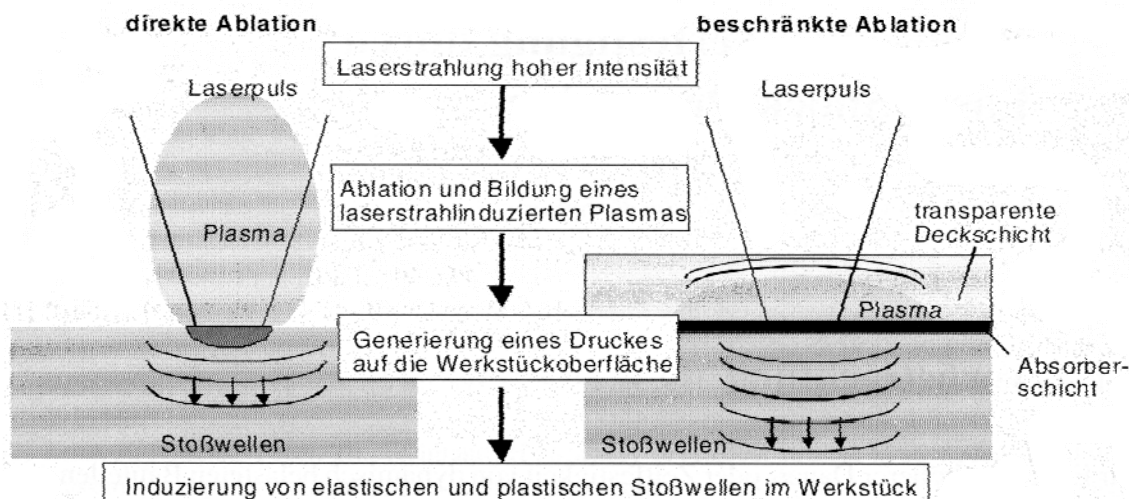 direkte Ablation
beschränkte Ablation
Laserstrahlung hoher Intensität
Laserpuls
Laserpuls
Ablation und Bildung eines
laserstrahlinduzierten Plasmas
Plasma
transparente
Deckschicht
Plasma
Generierung eines Druckes
auf die Werkstückoberfläche
Absorber-
schicht
Stoßwellen
Stoßwellen
Induzierung von elastischen und plastischen Stoßwellen im Werkstück